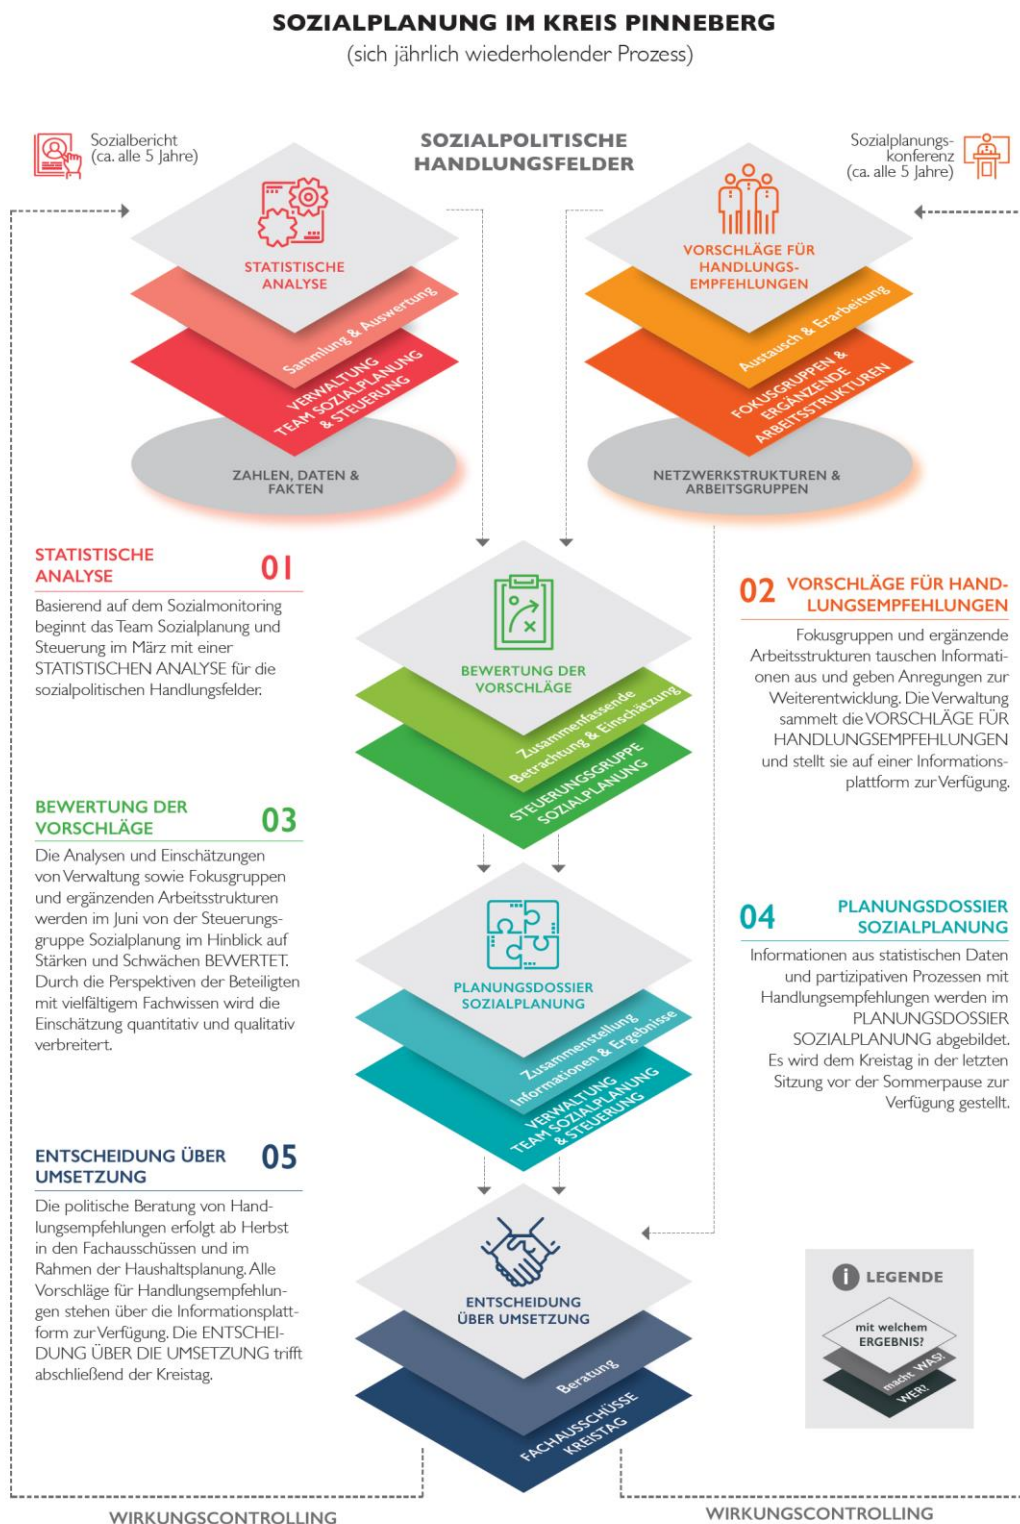 SOZIALPLANUNG IM KREIS PINNEBERG
(sich jährlich wiederholender Prozess)
Sozialbericht
(ca. alle 5 Jahre)
SOZIALPOLITISCHE
HANDLUNGSFELDER
Sozialplanungs-
konferenz
(ca. alle 5 Jahre)
STATISTISCHE
ANALYSE
Sammlung & Auswertung
VERWALTUNG
TEAM SOZIALPLANUNG
& STEUERUNG
ZAHLEN, DATEN &
FAKTEN
VORSCHLÄGE FÜR
HANDLUNGS-
EMPFEHLUNGEN
Austausch & Erarbeitung
FOKUSGRUPPEN &
ERGÄNZENDE
ARBEITSSTRUKTUREN
NETZWERKSTRUKTUREN &
ARBEITSGRUPPEN
STATISTISCHE
ANALYSE
01
Basierend auf dem Sozialmonitoring
beginnt das Team Sozialplanung und
Steuerung im März mit einer
STATISTISCHEN ANALYSE für die
sozialpolitischen Handlungsfelder.
02
VORSCHLÄGE FÜR HAND-
LUNGSEMPFEHLUNGEN
Fokusgruppen und ergänzende
Arbeitsstrukturen tauschen Informati-
onen aus und geben Anregungen zur
Weiterentwicklung. Die Verwaltung
sammelt die VORSCHLÄGE FÜR
HANDLUNGSEMPFEHLUNGEN
und stellt sie auf einer Informations-
plattform zur Verfügung.
BEWERTUNG DER
VORSCHLÄGE
Zusammenfassende
Betrachtung & Einschätzung
STEUERUNGSGRUPPE
SOZIALPLANUNG
BEWERTUNG DER
VORSCHLÄGE
03
Die Analysen und Einschätzungen
von Verwaltung sowie Fokusgruppen
und ergänzenden Arbeitsstrukturen
werden im Juni von der Steuerungs-
gruppe Sozialplanung im Hinblick auf
Stärken und Schwächen BEWERTET.
Durch die Perspektiven der Beteiligten
mit vielfältigem Fachwissen wird die
Einschätzung quantitativ und qualitativ
verbreitert.
PLANUNGSDOSSIER
SOZIALPLANUNG
Zusammenstellung
Informationen & Ergebnisse
VERWALTUNG
TEAM SOZIALPLANUNG
& STEUERUNG
04
PLANUNGSDOSSIER
SOZIALPLANUNG
Informationen aus statistischen Daten
und partizipativen Prozessen mit
Handlungsempfehlungen werden im
PLANUNGSDOSSIER
SOZIALPLANUNG abgebildet.
Es wird dem Kreistag in der letzten
Sitzung vor der Sommerpause zur
Verfügung gestellt.
ENTSCHEIDUNG ÜBER
UMSETZUNG
05
Die politische Beratung von Hand-
lungsempfehlungen erfolgt ab Herbst
in den Fachausschüssen und im
Rahmen der Haushaltsplanung. Alle
Vorschläge für Handlungsempfehlun-
gen stehen über die Informationsplatt-
form zur Verfügung. Die ENTSCHEI-
DUNG ÜBER DIE UMSETZUNG trifft
abschließend der Kreistag.
ENTSCHEIDUNG
ÜBER UMSETZUNG
Beratung
FACHAUSSCHÜSSE
KREISTAG
i LEGENDE
mit welchem
ERGEBNIS?
macht WAS?
WER?
WIRKUNGSCONTROLLING
WIRKUNGSCONTROLLING